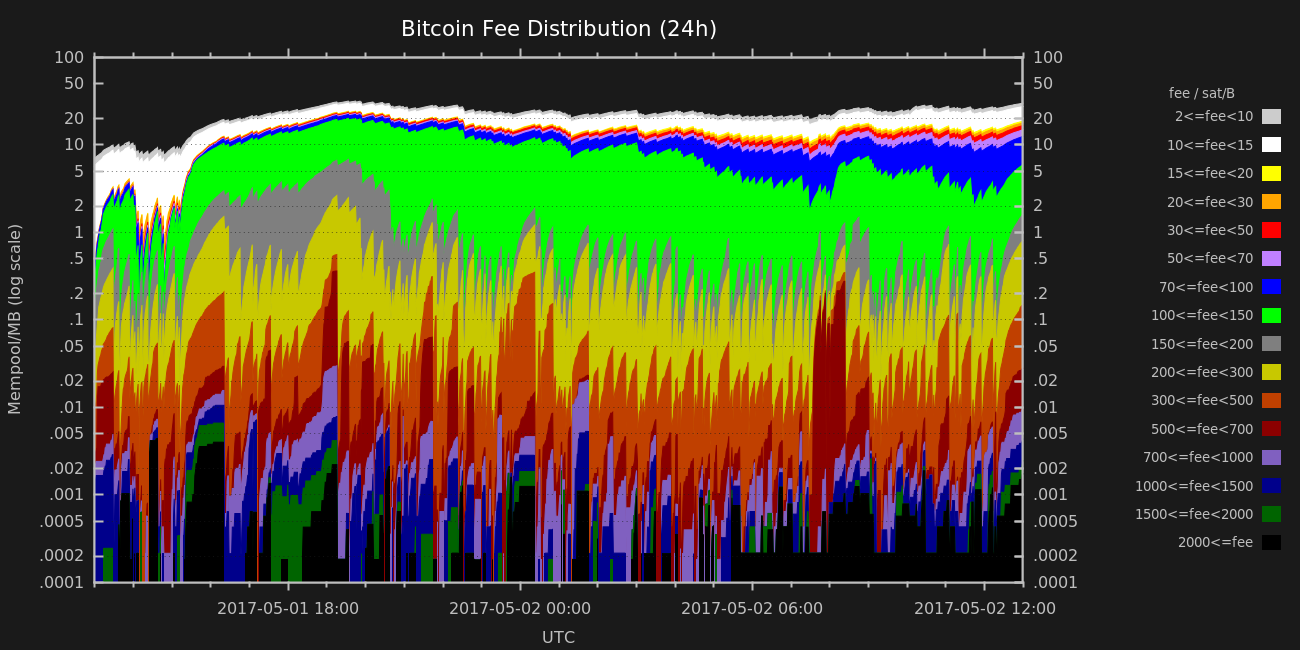 Bitcoin Fee Distribution (24h)
Mempool/MB (log scale)
100
50
20
10
5
2
1
.5
.2
.1
.05
.02
.01
.005
.002
.001
.0005
.0002
.0001
100
50
20
10
5
2
1
.5
.2
.1
.05
.02
.01
.005
.002
.001
.0005
.0002
.0001
2017-05-01 18:00
2017-05-02 00:00
2017-05-02 06:00
2017-05-02 12:00
UTC
fee / sat/B
2<=fee<10
10<=fee<15
15<=fee<20
20<=fee<30
30<=fee<50
50<=fee<70
70<=fee<100
100<=fee<150
150<=fee<200
200<=fee<300
300<=fee<500
500<=fee<700
700<=fee<1000
1000<=fee<1500
1500<=fee<2000
2000<=fee